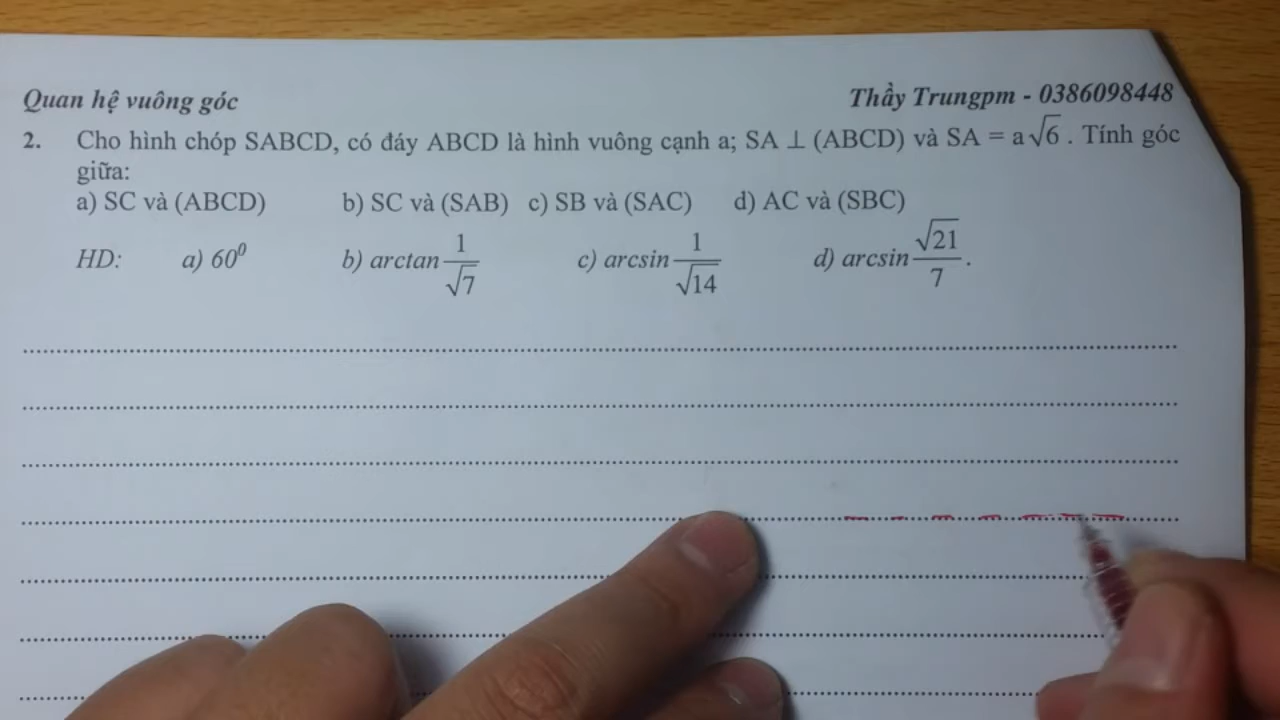 Quan hệ vuông góc Thầy Trungpm - 0386098448
2. Cho hình chóp SABCD, có đáy ABCD là hình vuông cạnh a; SA ⊥ (ABCD) và SA = a√6 . Tính góc
giữa:
a) SC và (ABCD) b) SC và (SAB) c) SB và (SAC) d) AC và (SBC)
HD: a) 60⁰ b) arctan 1/√7 c) arcsin 1/√14 d) arcsin √21/7 .